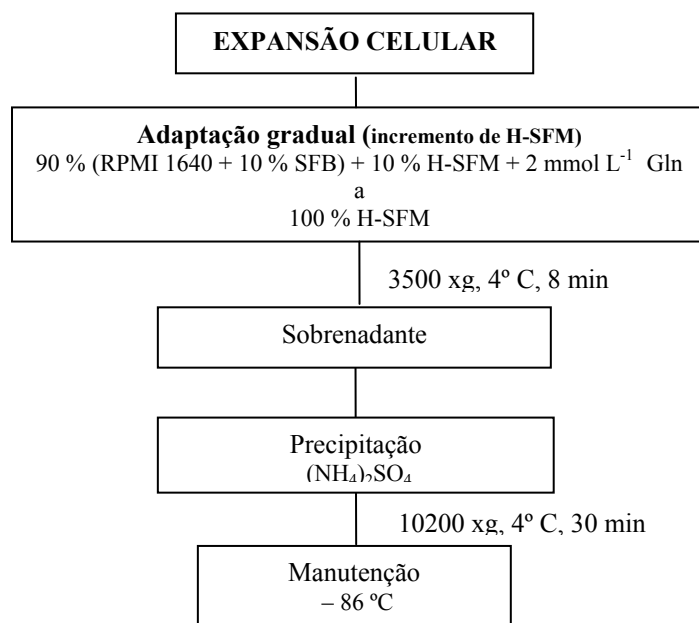 EXPANSÃO CELULAR
Adaptação gradual (incremento de H-SFM)
90 % (RPMI 1640 + 10 % SFB) + 10 % H-SFM + 2 mmol L⁻¹ Gln
a
100 % H-SFM
3500 xg, 4º C, 8 min
Sobrenadante
Precipitação
(NH₄)₂SO₄
10200 xg, 4º C, 30 min
Manutenção
– 86 ºC